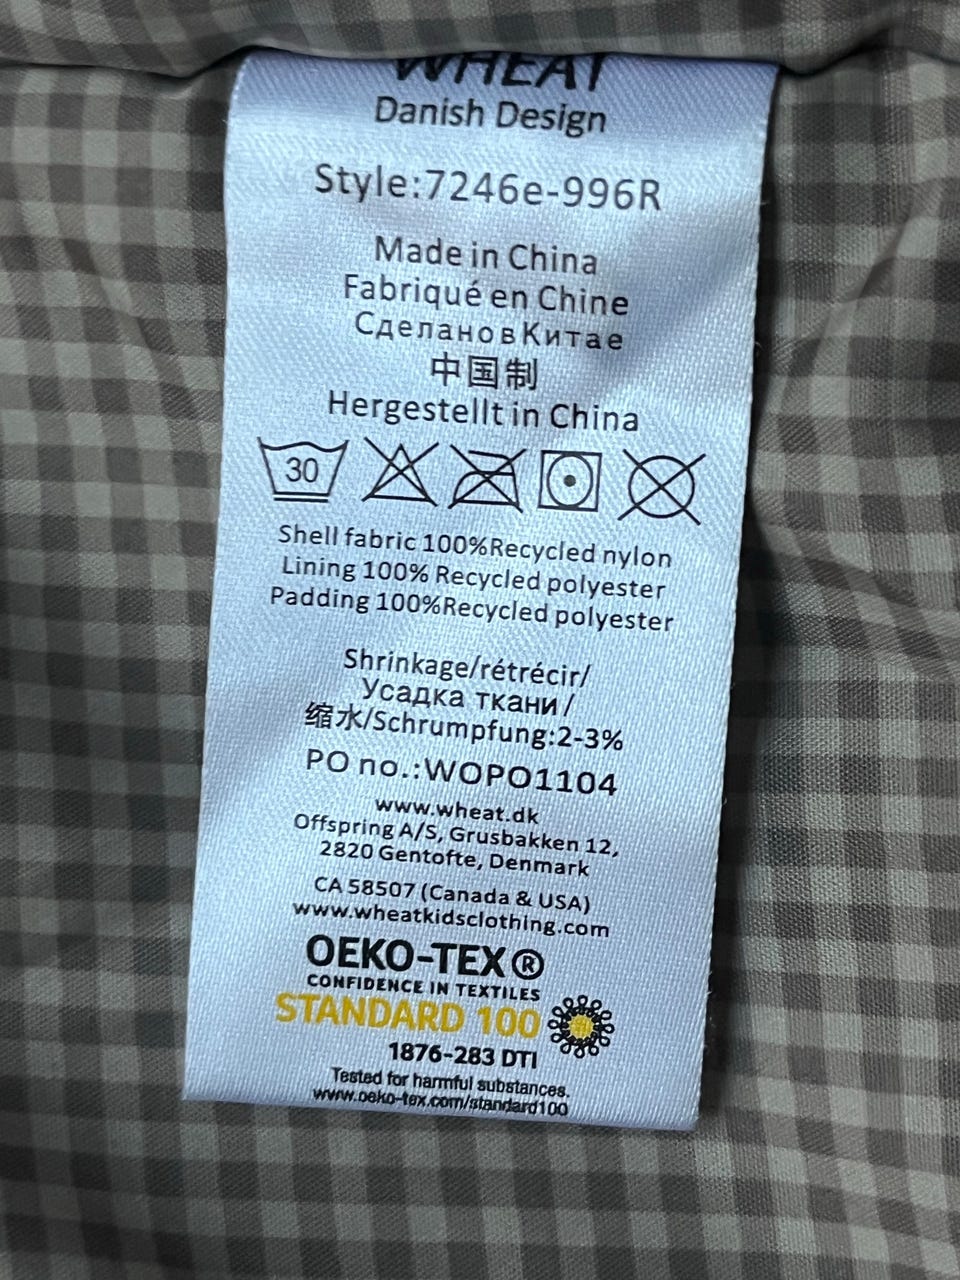 WHEAT
Danish Design
Style:7246e-996R
Made in China
Fabriqué en Chine
СделановКитае
中国制
Hergestellt in China
30
Shell fabric 100%Recycled nylon
Lining 100% Recycled polyester
Padding 100%Recycled polyester
Shrinkage/rétrécir/
Усадка ткани/
缩水/Schrumpfung:2-3%
PO no.:WOPO1104
www.wheat.dk
Offspring A/S, Grusbakken 12,
2820 Gentofte, Denmark
CA 58507 (Canada & USA)
www.wheatkidsclothing.com
OEKO-TEX®
CONFIDENCE IN TEXTILES
STANDARD 100
1876-283 DTI
Tested for harmful substances.
www.oeko-tex.com/standard100